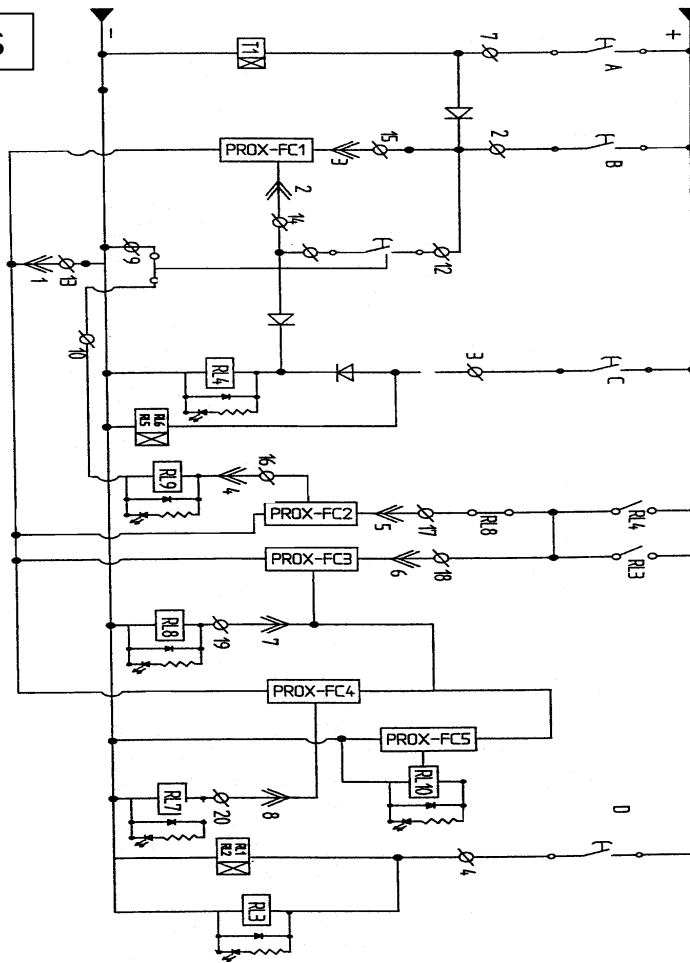 -
+
T1
7
A
PROX-FC1
3
15
2
B
2
14
12
9
1
13
10
RL4
3
C
RL6
RL5
RL9
4
16
PROX-FC2
5
17
RL8
RL4
PROX-FC3
6
18
RL3
RL8
19
7
PROX-FC4
PROX-FC5
RL10
RL7
20
8
D
RL1
RL2
4
RL3